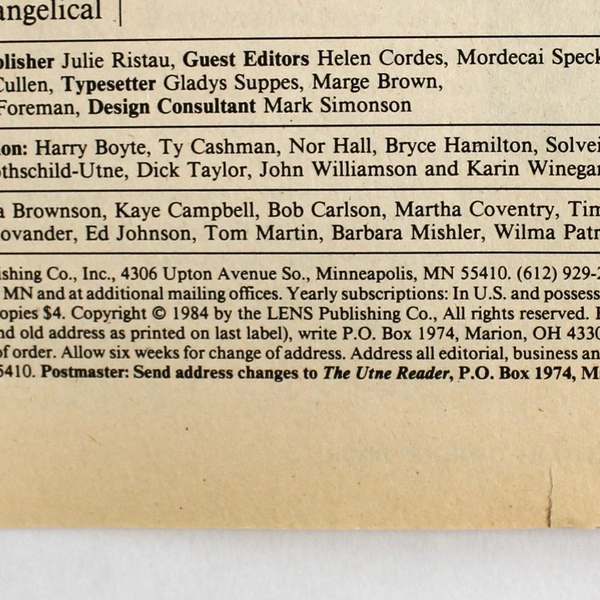 angelical
blisher Julie Ristau, Guest Editors Helen Cordes, Mordecai Speck
Cullen, Typesetter Gladys Suppes, Marge Brown,
Foreman, Design Consultant Mark Simonson
on: Harry Boyte, Ty Cashman, Nor Hall, Bryce Hamilton, Solvei
othschild-Utne, Dick Taylor, John Williamson and Karin Winegar
a Brownson, Kaye Campbell, Bob Carlson, Martha Coventry, Tim
ovander, Ed Johnson, Tom Martin, Barbara Mishler, Wilma Patr
ishing Co., Inc., 4306 Upton Avenue So., Minneapolis, MN 55410. (612) 929-2
MN and at additional mailing offices. Yearly subscriptions: In U.S. and possess
opies $4. Copyright © 1984 by the LENS Publishing Co., All rights reserved.
nd old address as printed on last label), write P.O. Box 1974, Marion, OH 4330
of order. Allow six weeks for change of address. Address all editorial, business an
5410. Postmaster: Send address changes to The Utne Reader, P.O. Box 1974, M